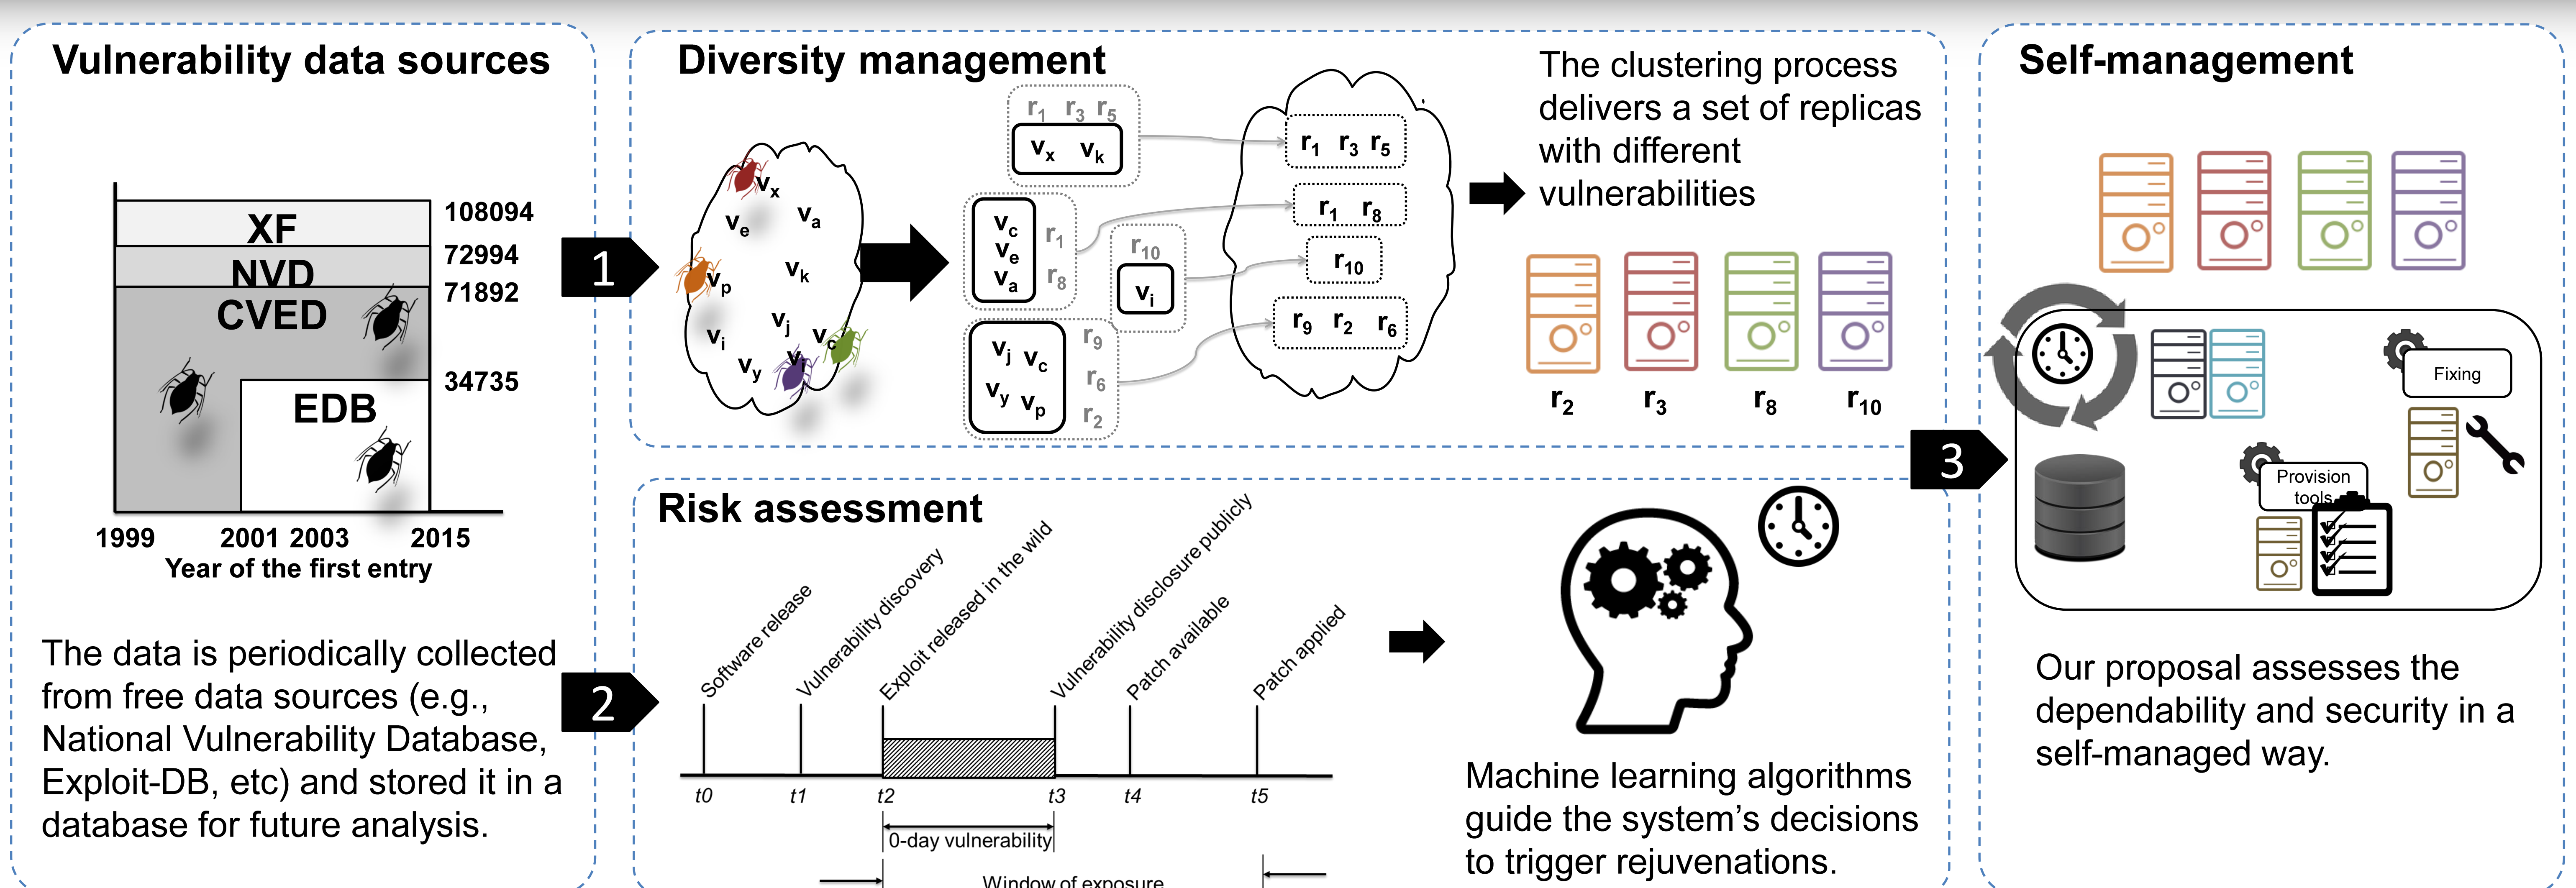 Vulnerability data sources
XF
108094
NVD
72994
CVED
71892
EDB
34735
1999 2001 2003 2015
Year of the first entry
The data is periodically collected
from free data sources (e.g.,
National Vulnerability Database,
Exploit-DB, etc) and stored it in a
database for future analysis.
1
Diversity management
vx
ve va
vp vk
vi vj vc
vy
r1 r3 r5
vx vk
vc
ve
va
r1
r8
r10
vi
vj vc
vy vp
r9
r6
r2
r1 r3 r5
r1 r8
r10
r9 r2 r6
The clustering process
delivers a set of replicas
with different
vulnerabilities
r2 r3 r8 r10
2
Risk assessment
Software release
Vulnerability discovery
Exploit released in the wild
Vulnerability disclosure publicly
Patch available
Patch applied
t0 t1 t2 t3 t4 t5
0-day vulnerability
Window of exposure
Machine learning algorithms
guide the system's decisions
to trigger rejuvenations.
3
Self-management
Fixing
Provision
tools
Our proposal assesses the
dependability and security in a
self-managed way.